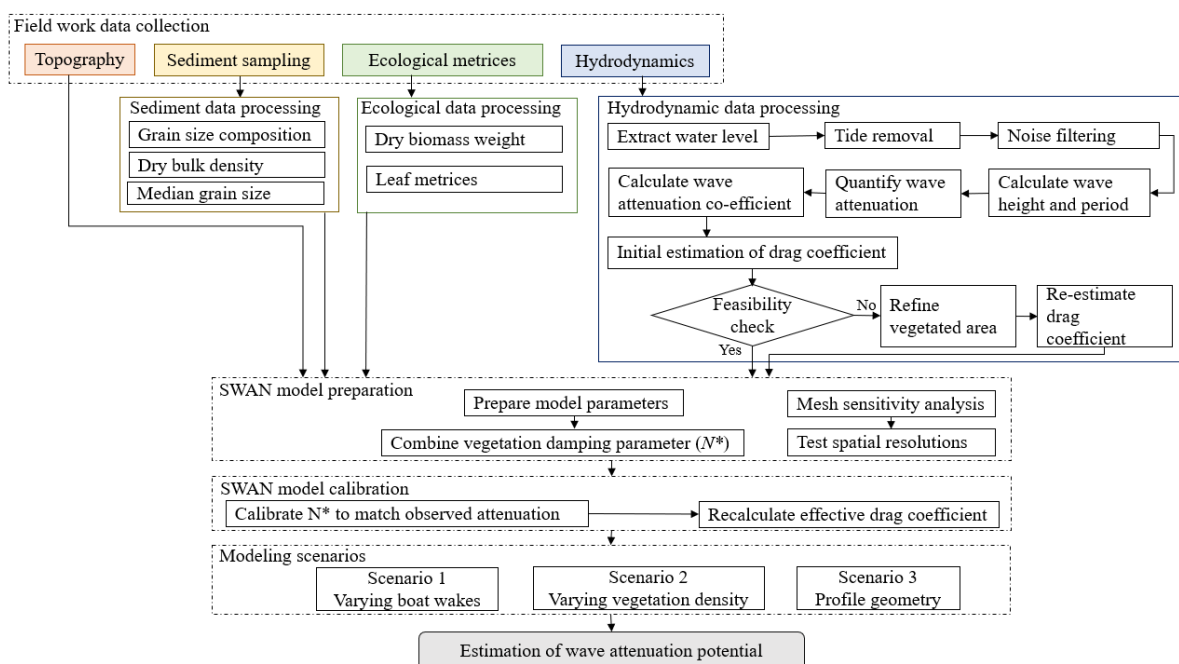 Field work data collection
Topography
Sediment sampling
Ecological metrices
Hydrodynamics
Sediment data processing
Grain size composition
Dry bulk density
Median grain size
Ecological data processing
Dry biomass weight
Leaf metrices
Hydrodynamic data processing
Extract water level
Tide removal
Noise filtering
Calculate wave
attenuation co-efficient
Quantify wave
attenuation
Calculate wave
height and period
Initial estimation of drag coefficient
Feasibility
check
No
Yes
Refine
vegetated area
Re-estimate
drag
coefficient
SWAN model preparation
Prepare model parameters
Combine vegetation damping parameter (N*)
Mesh sensitivity analysis
Test spatial resolutions
SWAN model calibration
Calibrate N* to match observed attenuation
Recalculate effective drag coefficient
Modeling scenarios
Scenario 1
Varying boat wakes
Scenario 2
Varying vegetation density
Scenario 3
Profile geometry
Estimation of wave attenuation potential